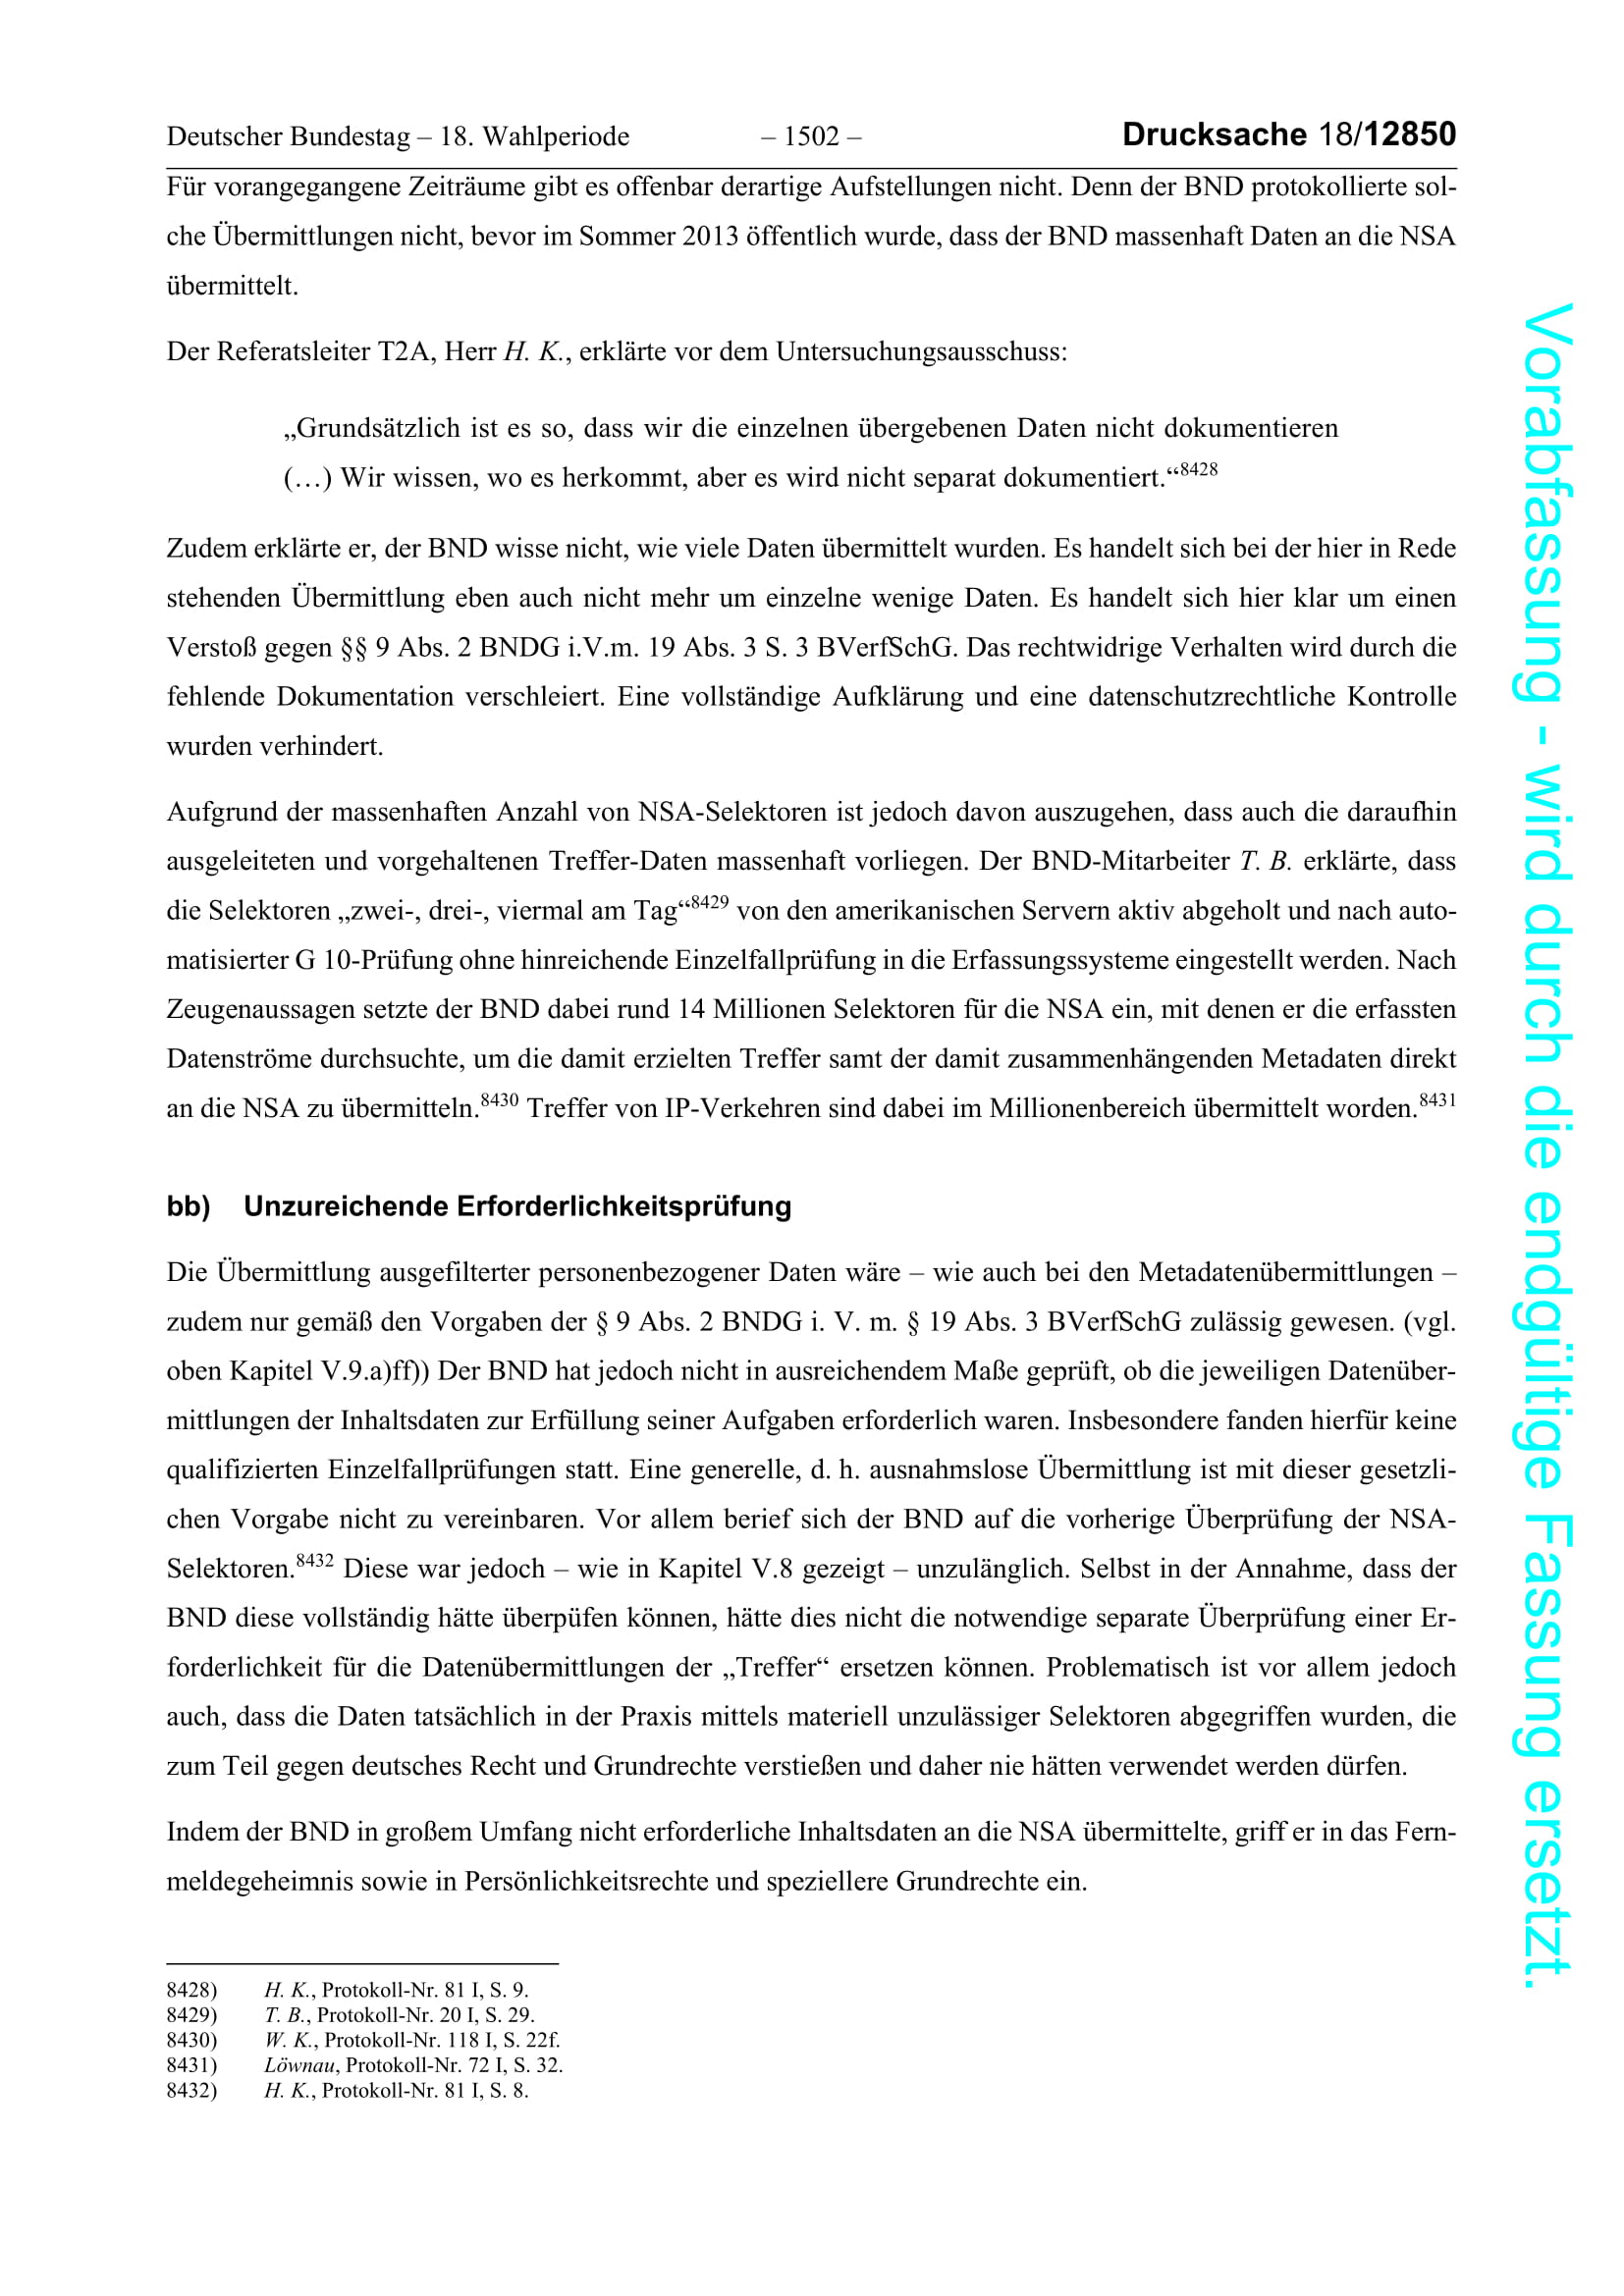 Deutscher Bundestag – 18. Wahlperiode – 1502 – Drucksache 18/12850
Für vorangegangene Zeiträume gibt es offenbar derartige Aufstellungen nicht. Denn der BND protokollierte sol-
che Übermittlungen nicht, bevor im Sommer 2013 öffentlich wurde, dass der BND massenhaft Daten an die NSA
übermittelt.
Der Referatsleiter T2A, Herr H. K., erklärte vor dem Untersuchungsausschuss:
„Grundsätzlich ist es so, dass wir die einzelnen übergebenen Daten nicht dokumentieren
(…) Wir wissen, wo es herkommt, aber es wird nicht separat dokumentiert.“8428
Zudem erklärte er, der BND wisse nicht, wie viele Daten übermittelt wurden. Es handelt sich bei der hier in Rede
stehenden Übermittlung eben auch nicht mehr um einzelne wenige Daten. Es handelt sich hier klar um einen
Verstoß gegen §§ 9 Abs. 2 BNDG i.V.m. 19 Abs. 3 S. 3 BVerfSchG. Das rechtwidrige Verhalten wird durch die
fehlende Dokumentation verschleiert. Eine vollständige Aufklärung und eine datenschutzrechtliche Kontrolle
wurden verhindert.
Aufgrund der massenhaften Anzahl von NSA-Selektoren ist jedoch davon auszugehen, dass auch die daraufhin
ausgeleiteten und vorgehaltenen Treffer-Daten massenhaft vorliegen. Der BND-Mitarbeiter T. B. erklärte, dass
die Selektoren „zwei-, drei-, viermal am Tag“8429 von den amerikanischen Servern aktiv abgeholt und nach auto-
matisierter G 10-Prüfung ohne hinreichende Einzelfallprüfung in die Erfassungssysteme eingestellt werden. Nach
Zeugenaussagen setzte der BND dabei rund 14 Millionen Selektoren für die NSA ein, mit denen er die erfassten
Datenströme durchsuchte, um die damit erzielten Treffer samt der damit zusammenhängenden Metadaten direkt
an die NSA zu übermitteln.8430 Treffer von IP-Verkehren sind dabei im Millionenbereich übermittelt worden.8431
bb) Unzureichende Erforderlichkeitsprüfung
Die Übermittlung ausgefilterter personenbezogener Daten wäre – wie auch bei den Metadatenübermittlungen –
zudem nur gemäß den Vorgaben der § 9 Abs. 2 BNDG i. V. m. § 19 Abs. 3 BVerfSchG zulässig gewesen. (vgl.
oben Kapitel V.9.a)ff)) Der BND hat jedoch nicht in ausreichendem Maße geprüft, ob die jeweiligen Datenüber-
mittlungen der Inhaltsdaten zur Erfüllung seiner Aufgaben erforderlich waren. Insbesondere fanden hierfür keine
qualifizierten Einzelfallprüfungen statt. Eine generelle, d. h. ausnahmslose Übermittlung ist mit dieser gesetzli-
chen Vorgabe nicht zu vereinbaren. Vor allem berief sich der BND auf die vorherige Überprüfung der NSA-
Selektoren.8432 Diese war jedoch – wie in Kapitel V.8 gezeigt – unzulänglich. Selbst in der Annahme, dass der
BND diese vollständig hätte überpüfen können, hätte dies nicht die notwendige separate Überprüfung einer Er-
forderlichkeit für die Datenübermittlungen der „Treffer“ ersetzen können. Problematisch ist vor allem jedoch
auch, dass die Daten tatsächlich in der Praxis mittels materiell unzulässiger Selektoren abgegriffen wurden, die
zum Teil gegen deutsches Recht und Grundrechte verstießen und daher nie hätten verwendet werden dürfen.
Indem der BND in großem Umfang nicht erforderliche Inhaltsdaten an die NSA übermittelte, griff er in das Fern-
meldegeheimnis sowie in Persönlichkeitsrechte und speziellere Grundrechte ein.
8428) H. K., Protokoll-Nr. 81 I, S. 9.
8429) T. B., Protokoll-Nr. 20 I, S. 29.
8430) W. K., Protokoll-Nr. 118 I, S. 22f.
8431) Löwnau, Protokoll-Nr. 72 I, S. 32.
8432) H. K., Protokoll-Nr. 81 I, S. 8.
Vorabfassung - wird durch die endgültige Fassung ersetzt.